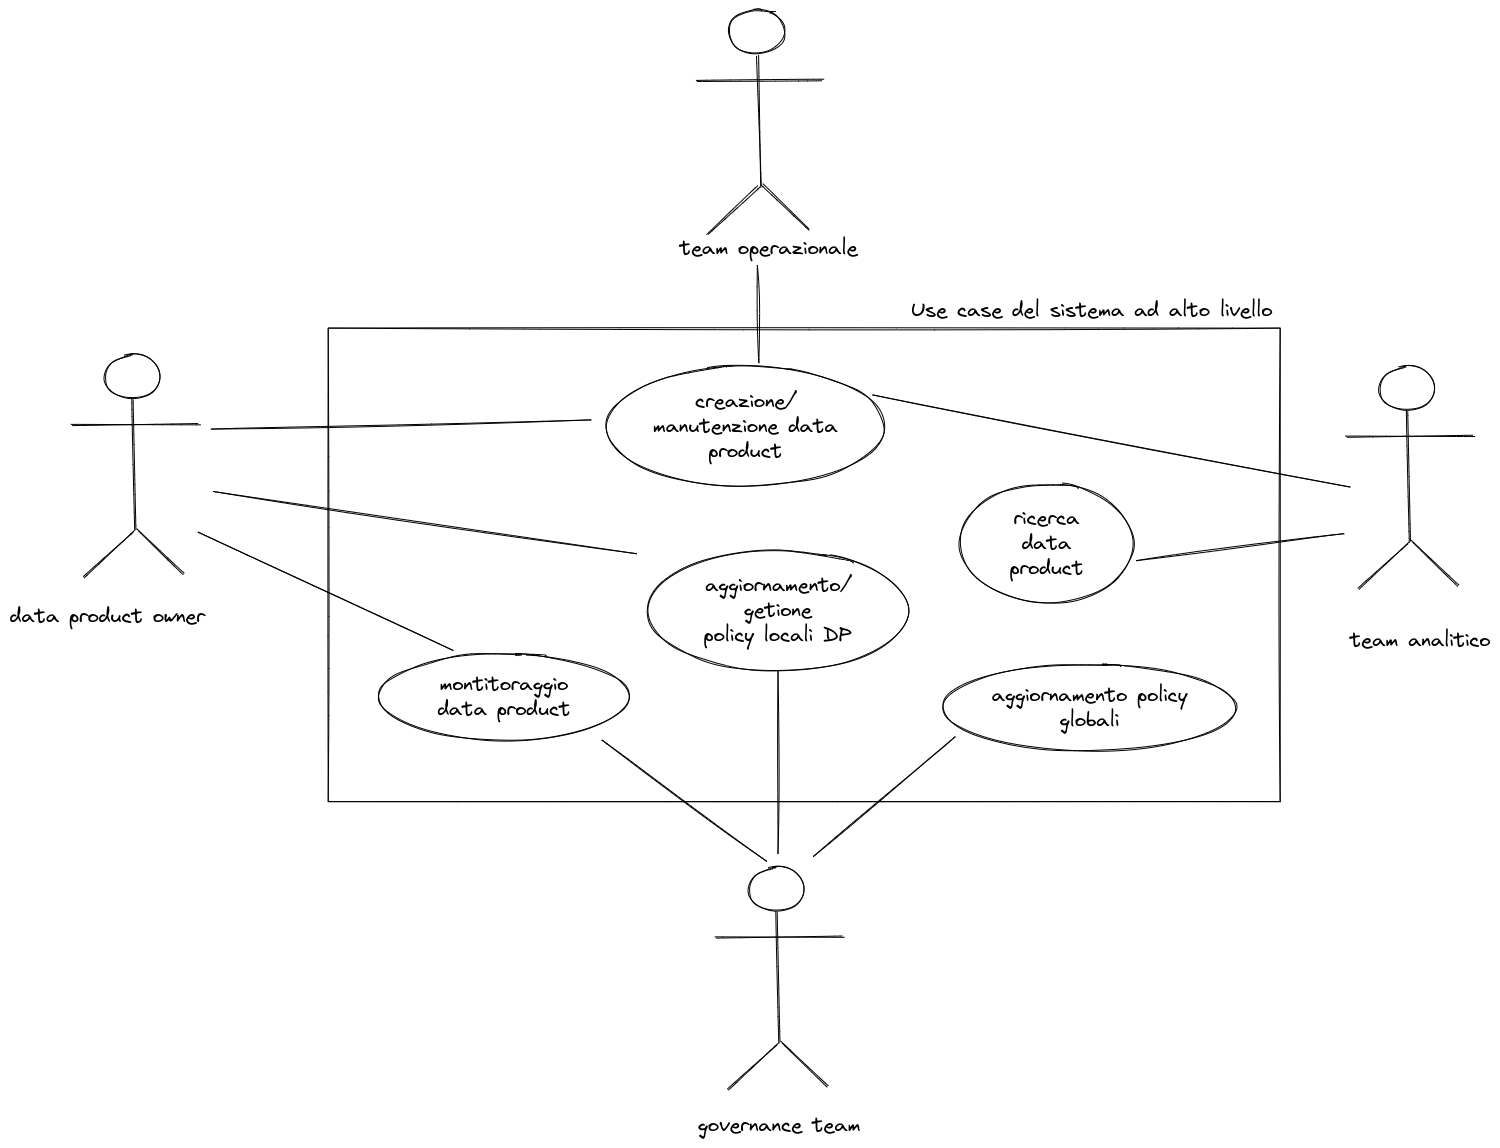 team operazionale
Use case del sistema ad alto livello
creazione/
manutenzione data
product
ricerca
data
product
aggiornamento/
getione
policy locali DP
data product owner
team analitico
montitoraggio
data product
aggiornamento policy
globali
governance team